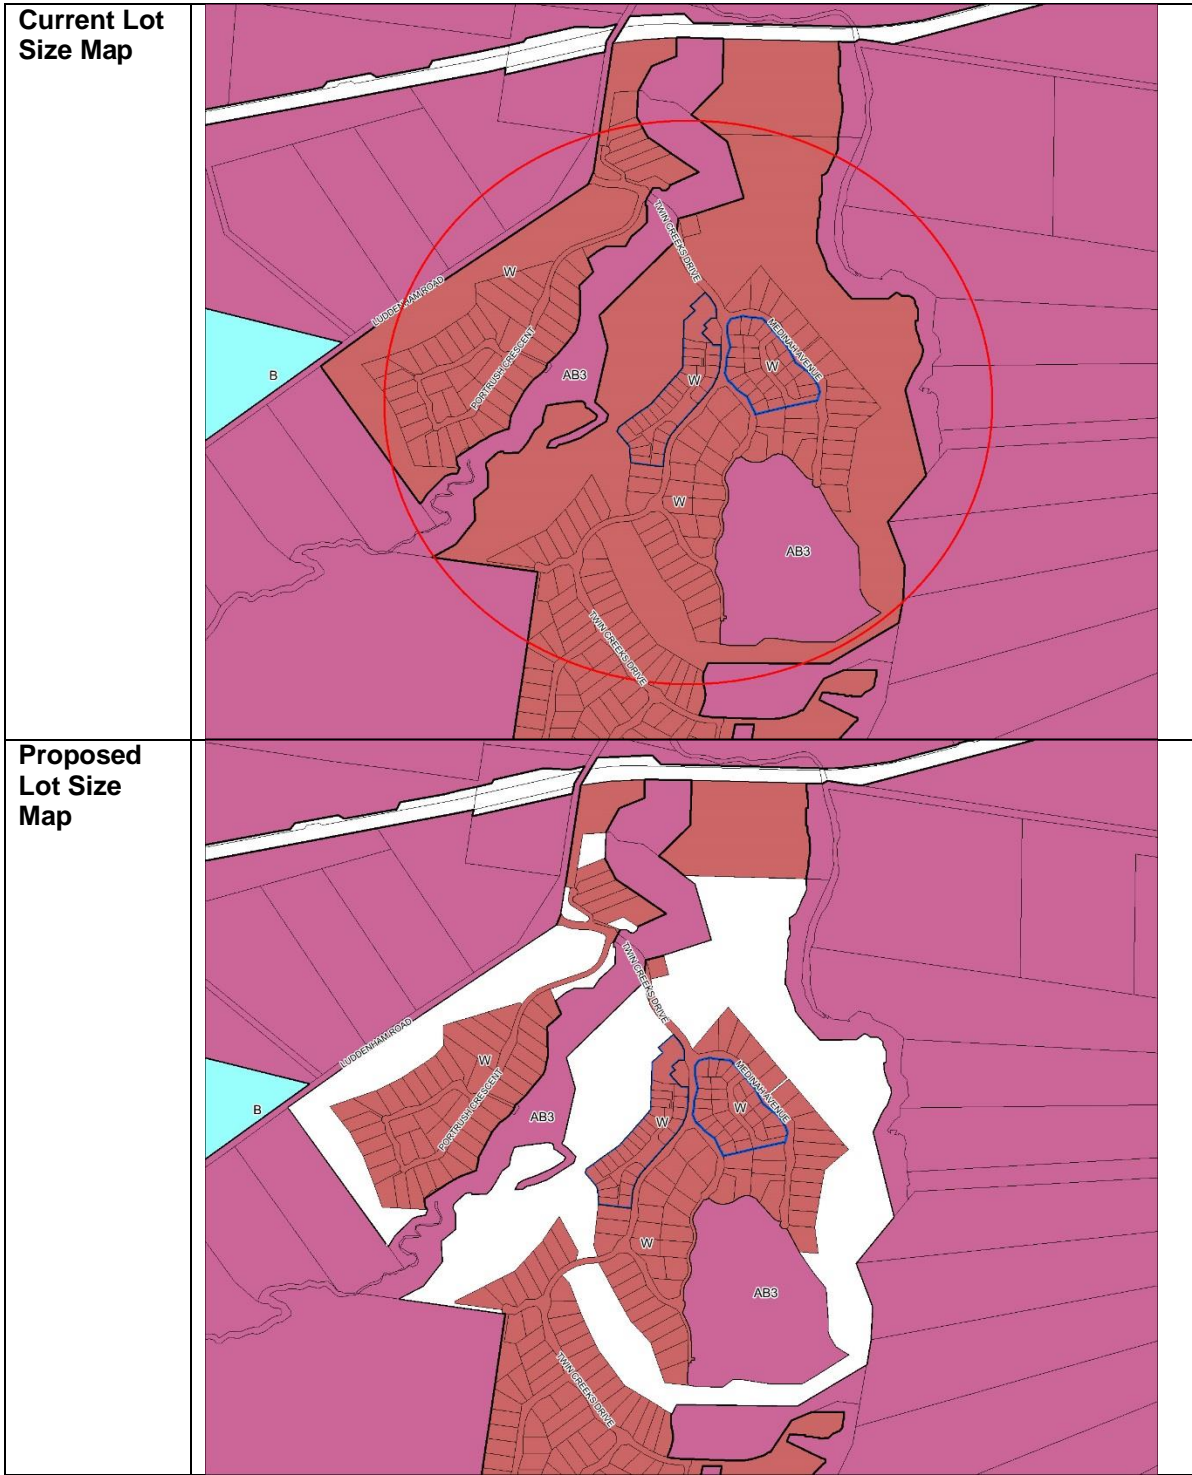 Current Lot
Size Map
TWIN CREEKS DRIVE
W
LUDDENHAM ROAD
MEDINAH AVENUE
PORTRUSH CRESCENT
B
AB3
W
W
W
AB3
TWIN CREEKS DRIVE
Proposed
Lot Size
Map
TWIN CREEKS DRIVE
LUDDENHAM ROAD
W
MEDINAH AVENUE
PORTRUSH CRESCENT
B
AB3
W
W
W
AB3
TWIN CREEKS DRIVE